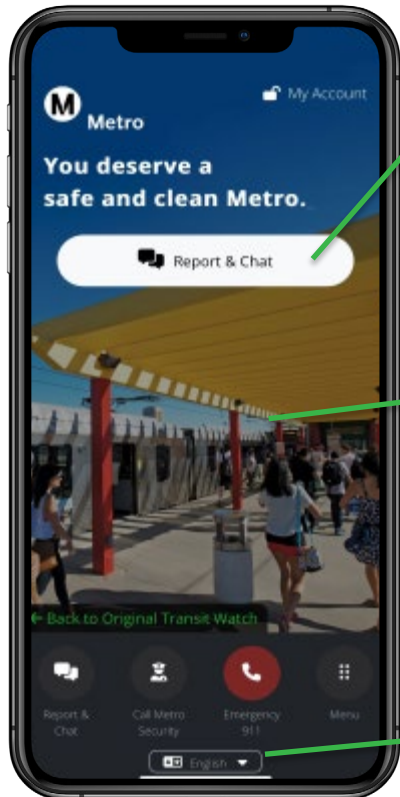 M
Metro
My Account
You deserve a
safe and clean Metro.
Report & Chat
← Back to Original Transit Watch
Report &
Chat
Call Metro
Security
Emergency
911
Menu
English